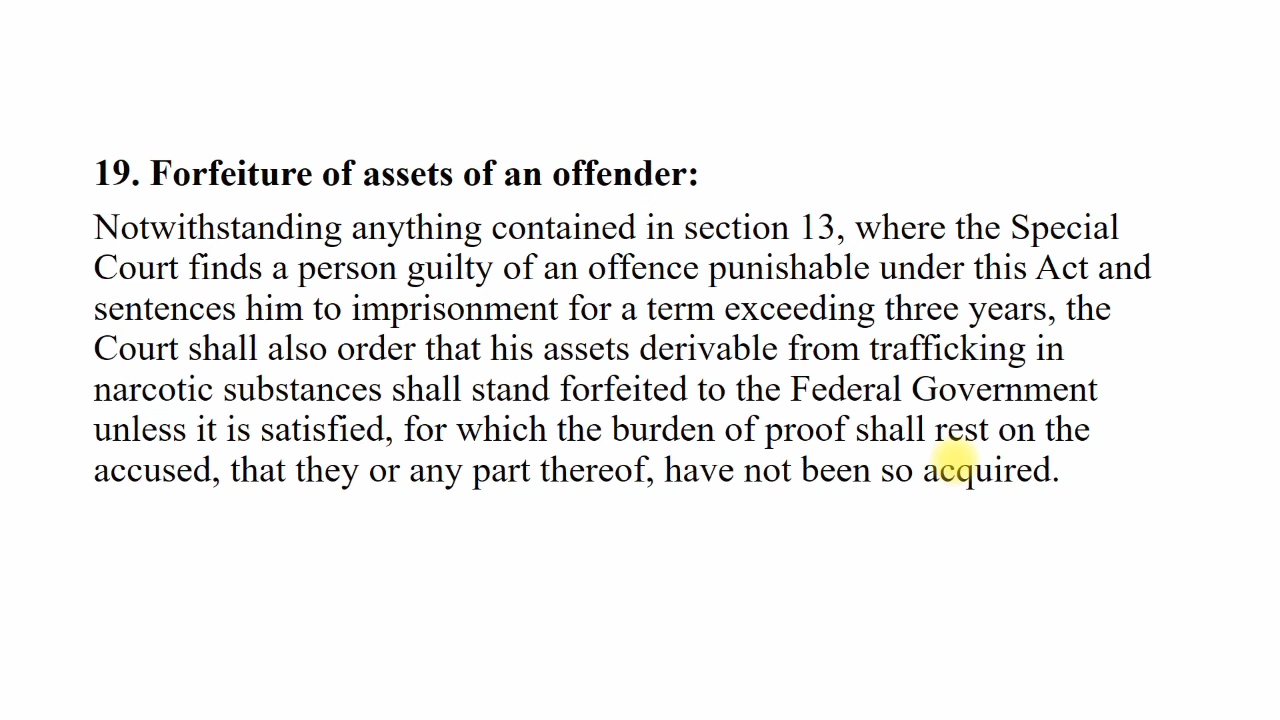 19. Forfeiture of assets of an offender:
Notwithstanding anything contained in section 13, where the Special
Court finds a person guilty of an offence punishable under this Act and
sentences him to imprisonment for a term exceeding three years, the
Court shall also order that his assets derivable from trafficking in
narcotic substances shall stand forfeited to the Federal Government
unless it is satisfied, for which the burden of proof shall rest on the
accused, that they or any part thereof, have not been so acquired.